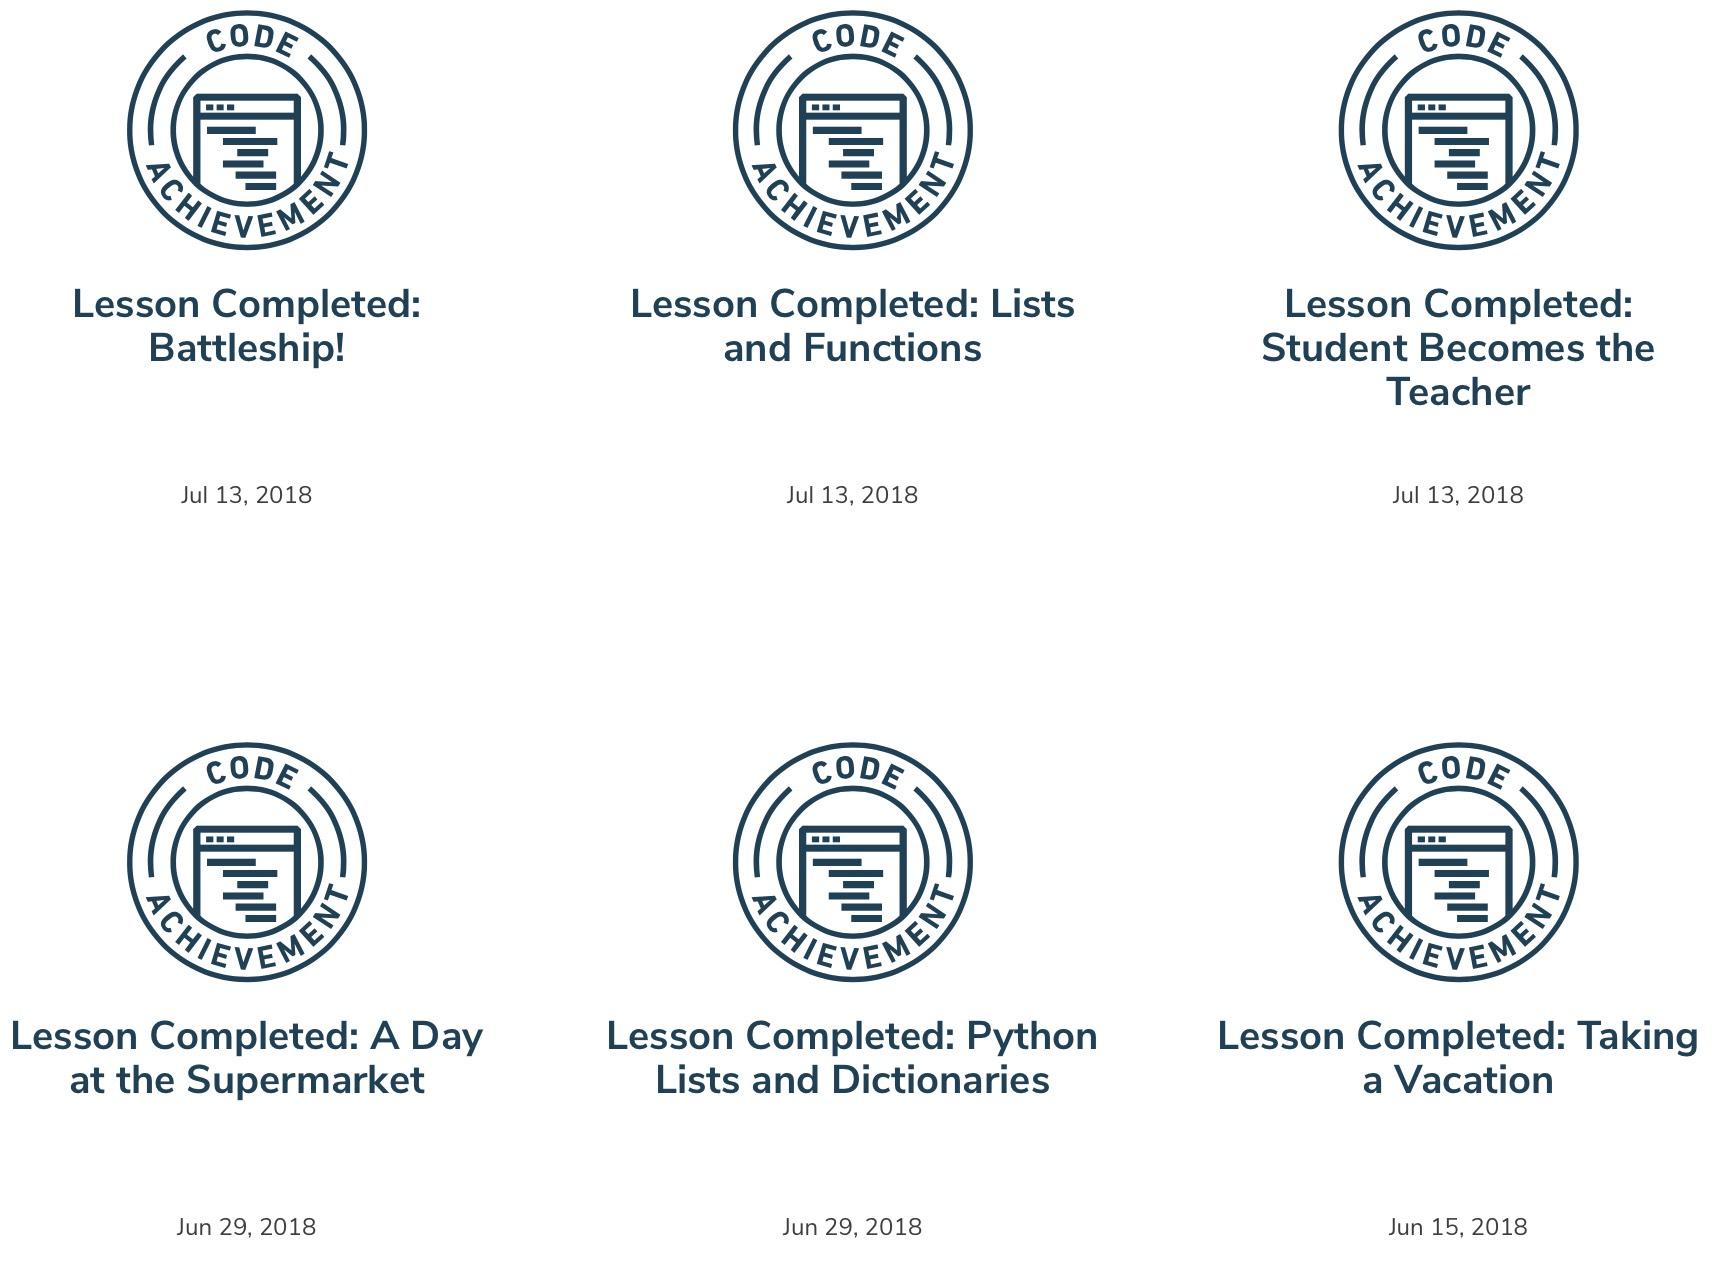 CODE
ACHIEVEMENT
Lesson Completed:
Battleship!
Jul 13, 2018
CODE
ACHIEVEMENT
Lesson Completed: Lists
and Functions
Jul 13, 2018
CODE
ACHIEVEMENT
Lesson Completed:
Student Becomes the
Teacher
Jul 13, 2018
CODE
ACHIEVEMENT
Lesson Completed: A Day
at the Supermarket
Jun 29, 2018
CODE
ACHIEVEMENT
Lesson Completed: Python
Lists and Dictionaries
Jun 29, 2018
CODE
ACHIEVEMENT
Lesson Completed: Taking
a Vacation
Jun 15, 2018